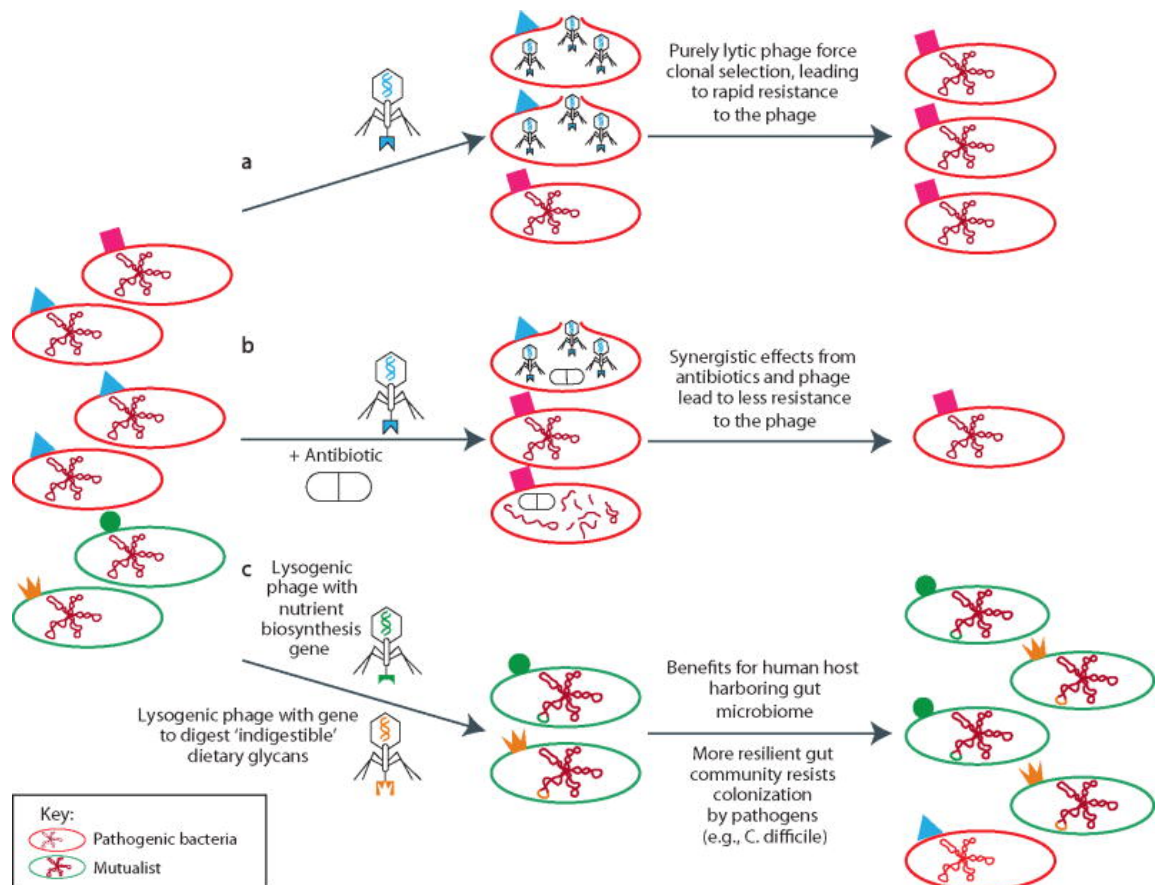 a
Purely lytic phage force
clonal selection, leading
to rapid resistance
to the phage
b
+ Antibiotic
Synergistic effects from
antibiotics and phage
lead to less resistance
to the phage
c
Lysogenic
phage with
nutrient
biosynthesis
gene
Lysogenic phage with gene
to digest ‘indigestible’
dietary glycans
Benefits for human host
harboring gut
microbiome
More resilient gut
community resists
colonization
by pathogens
(e.g., C. difficile)
Key:
Pathogenic bacteria
Mutualist